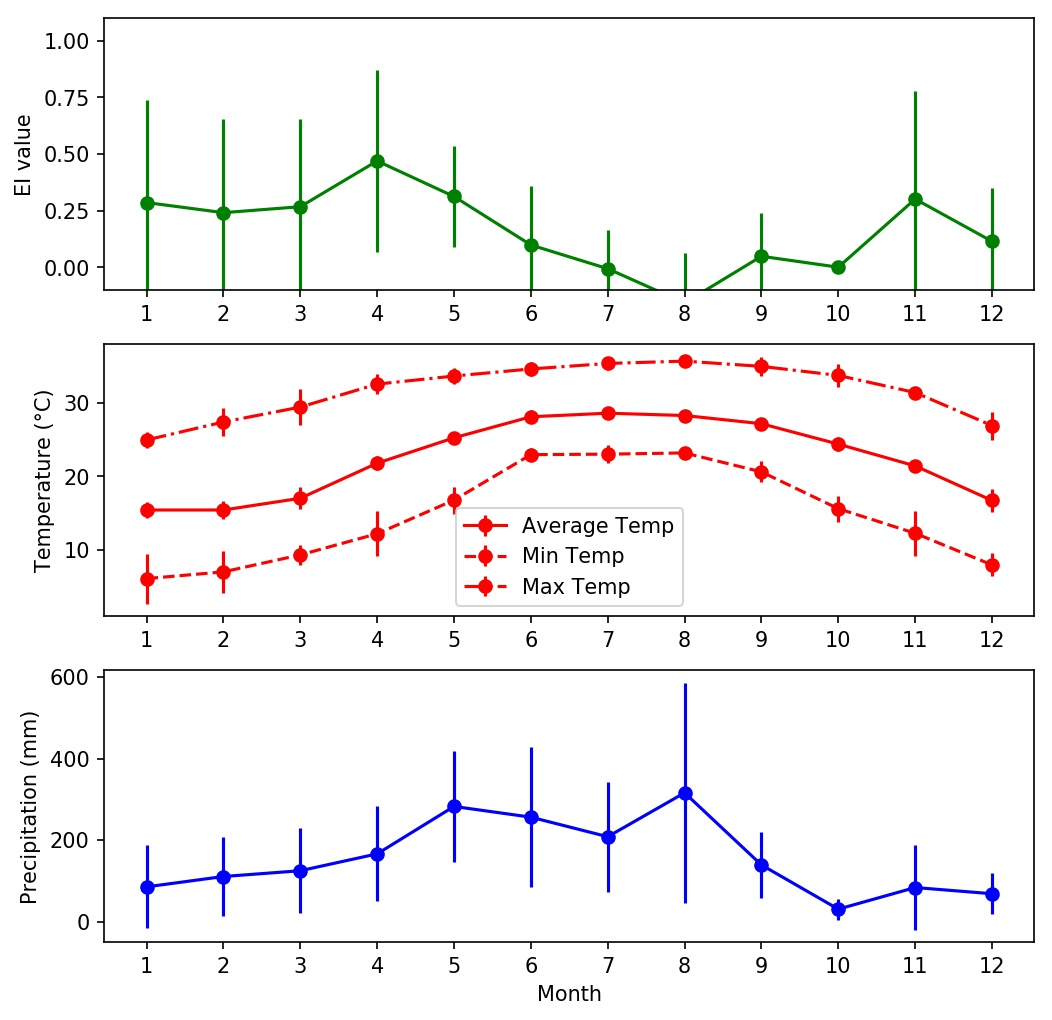 EI value
1.00
0.75
0.50
0.25
0.00
1 2 3 4 5 6 7 8 9 10 11 12
Temperature (°C)
30
20
10
Average Temp
Min Temp
Max Temp
1 2 3 4 5 6 7 8 9 10 11 12
Precipitation (mm)
600
400
200
0
1 2 3 4 5 6 7 8 9 10 11 12
Month